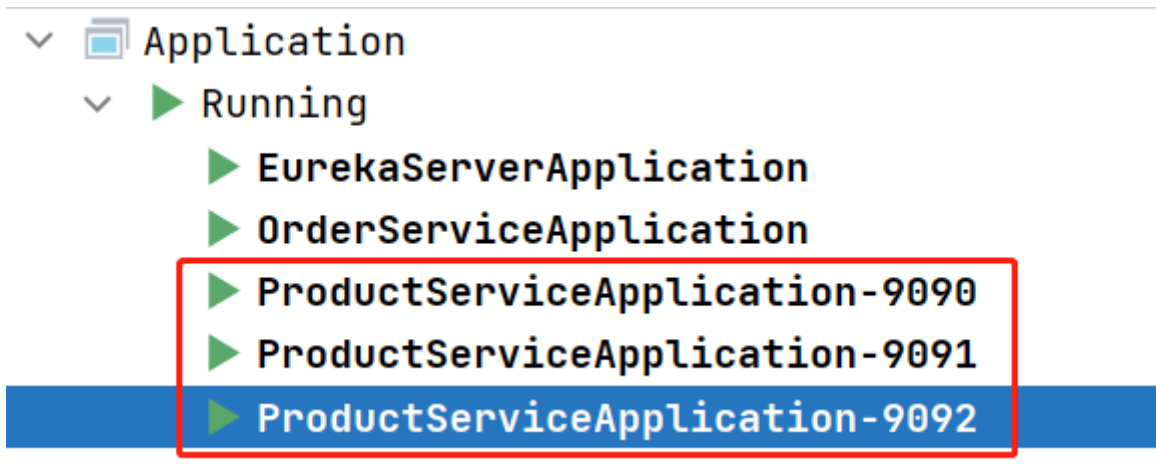 Application
Running
EurekaServerApplication
OrderServiceApplication
ProductServiceApplication-9090
ProductServiceApplication-9091
ProductServiceApplication-9092